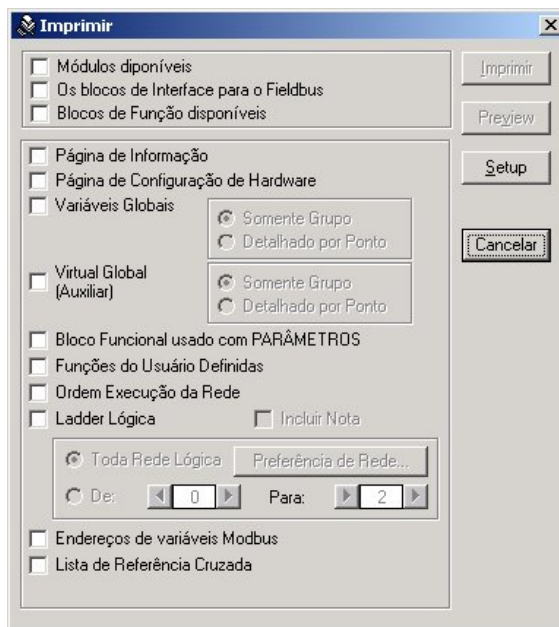 Imprimir
Módulos diponíveis
Os blocos de Interface para o Fieldbus
Blocos de Função disponíveis
Imprimir
Preview
Setup
Cancelar
Página de Informação
Página de Configuração de Hardware
Variáveis Globais
Somente Grupo
Detalhado por Ponto
Virtual Global
(Auxiliar)
Somente Grupo
Detalhado por Ponto
Bloco Funcional usado com PARÂMETROS
Funções do Usuário Definidas
Ordem Execução da Rede
Ladder Lógica Incluir Nota
Toda Rede Lógica Preferência de Rede...
De: 0 Para: 2
Endereços de variáveis Modbus
Lista de Referência Cruzada